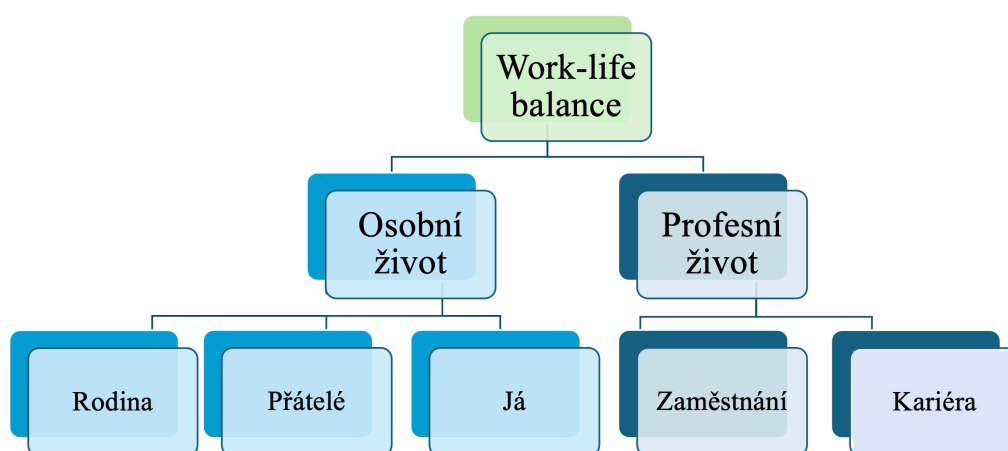 Work-life
balance
Osobní
život
Profesní
život
Rodina
Přátelé
Já
Zaměstnání
Kariéra